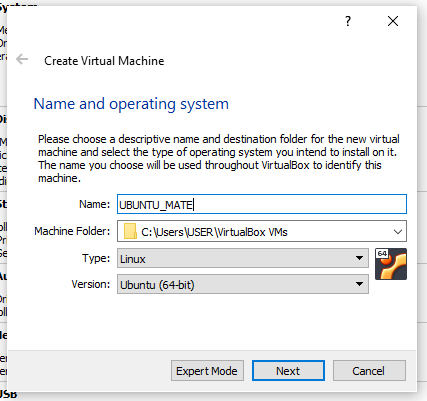 System
Create Virtual Machine
Name and operating system
Please choose a descriptive name and destination folder for the new virtual
machine and select the type of operating system you intend to install on it.
The name you choose will be used throughout VirtualBox to identify this
machine.
Name: UBUNTU_MATE
Machine Folder: C:\Users\USER\VirtualBox VMs
Type: Linux
64
Version: Ubuntu (64-bit)
Expert Mode Next Cancel
USB